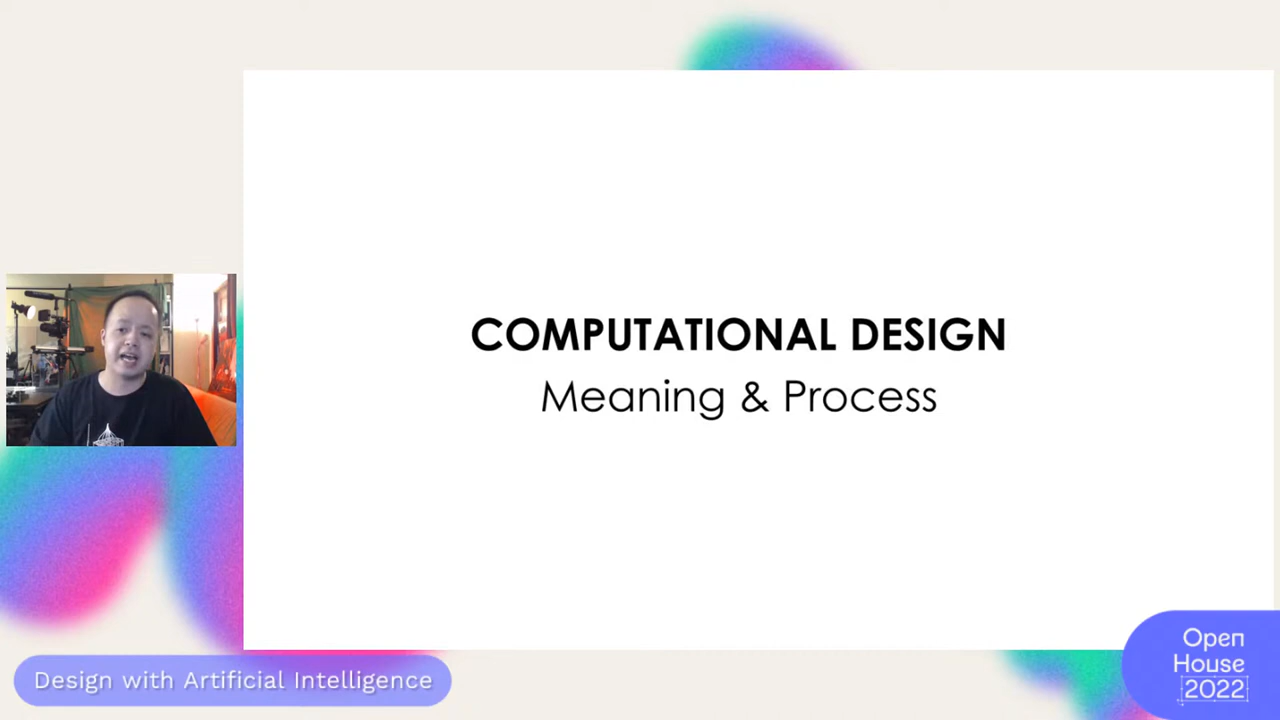 COMPUTATIONAL DESIGN
Meaning & Process
Design with Artificial Intelligence
Open
House
2022